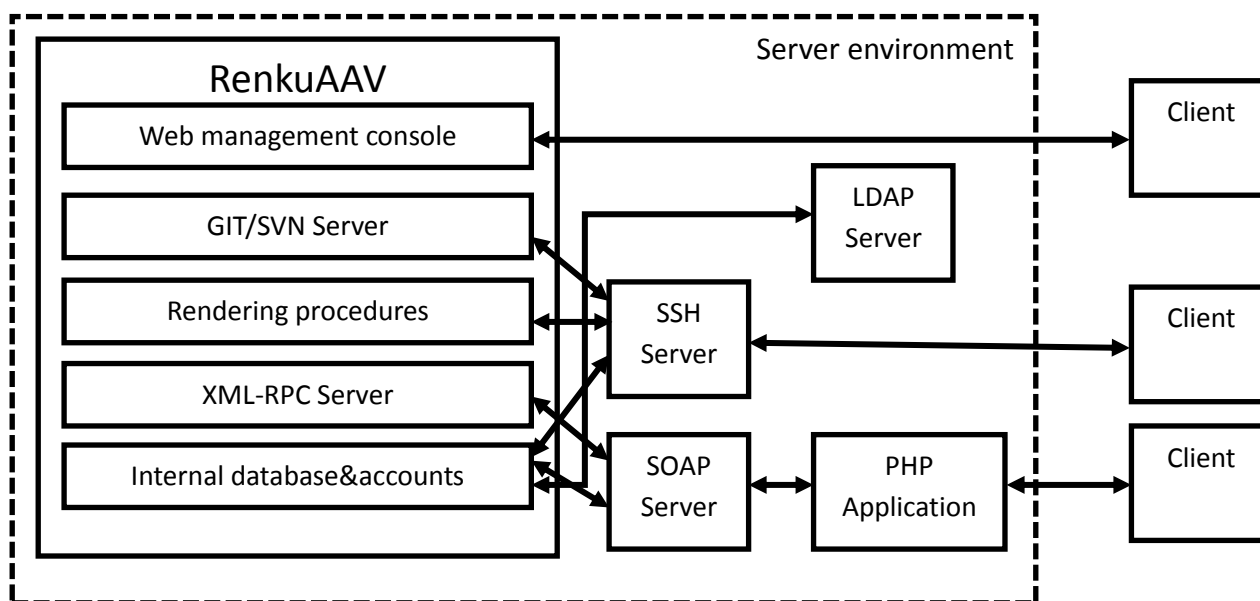 Server environment
RenkuAAV
Web management console
Client
GIT/SVN Server
LDAP
Server
Rendering procedures
SSH
Server
Client
XML-RPC Server
Internal database&accounts
SOAP
Server
PHP
Application
Client